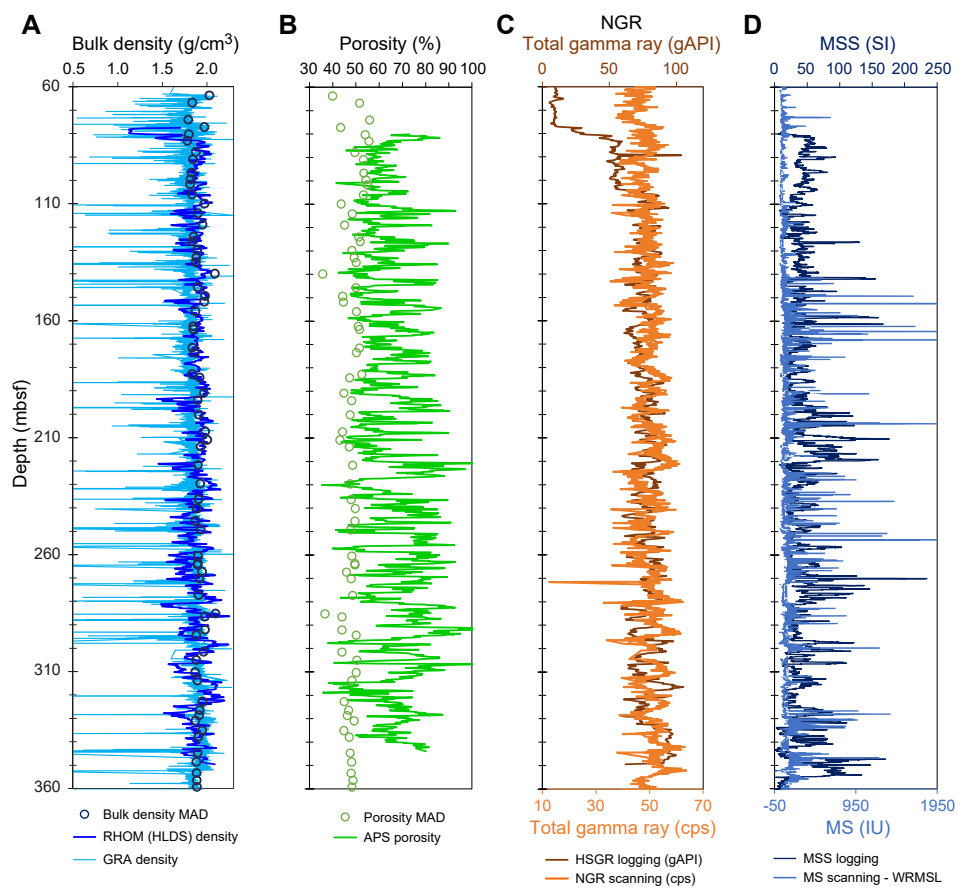 A
Bulk density (g/cm3)
0.5 1.0 1.5 2.0
B
Porosity (%)
30 40 50 60 70 80 90 100
C
NGR
Total gamma ray (gAPI)
0 50 100
D
MSS (SI)
0 50 100 150 200 250
Depth (mbsf)
60
110
160
210
260
310
360
10 30 50 70
Total gamma ray (cps)
-50 950 1950
MS (IU)
Bulk density MAD
RHOM (HLDS) density
GRA density
Porosity MAD
APS porosity
HSGR logging (gAPI)
NGR scanning (cps)
MSS logging
MS scanning - WRMSL